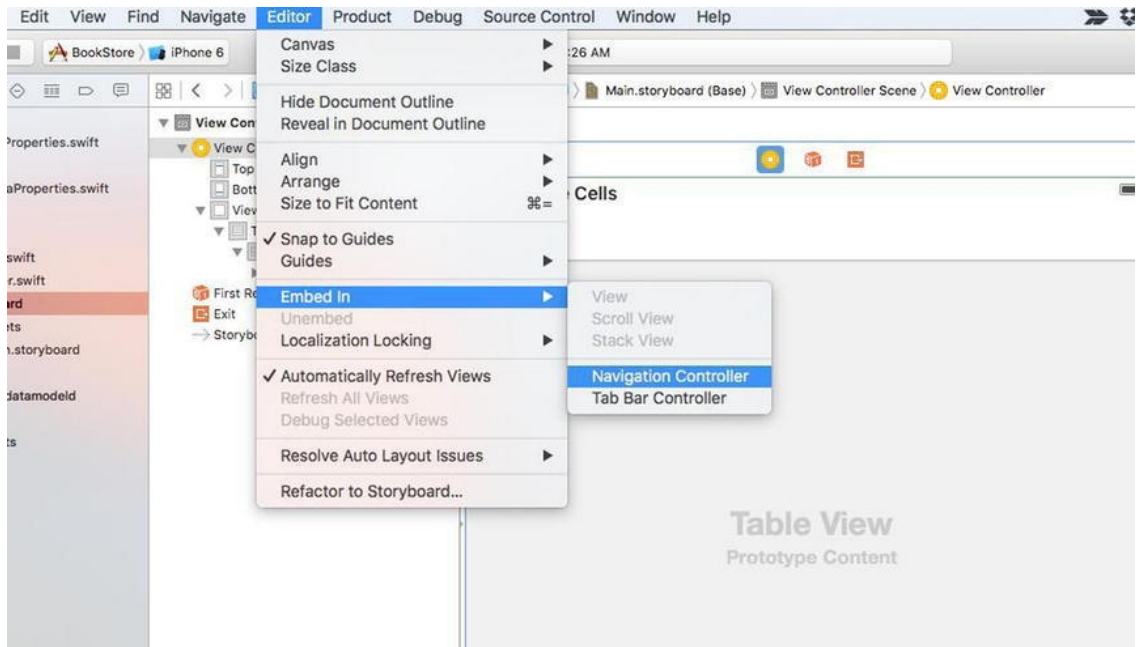 Edit View Find Navigate Editor Product Debug Source Control Window Help
BookStore iPhone 6
:26 AM
Main.storyboard (Base) View Controller Scene View Controller
Canvas
Size Class
Hide Document Outline
Reveal in Document Outline
Align
Arrange
Size to Fit Content ⌘=
✓ Snap to Guides
Guides
Embed In
Unembed
Localization Locking
✓ Automatically Refresh Views
Refresh All Views
Debug Selected Views
Resolve Auto Layout Issues
Refactor to Storyboard...
View
Scroll View
Stack View
Navigation Controller
Tab Bar Controller
Properties.swift
aProperties.swift
swift
r.swift
rd
ts
n.storyboard
datamodeld
ts
View Con
View C
Top
Bott
View
T
First Re
Exit
Storybo
Cells
Table View
Prototype Content